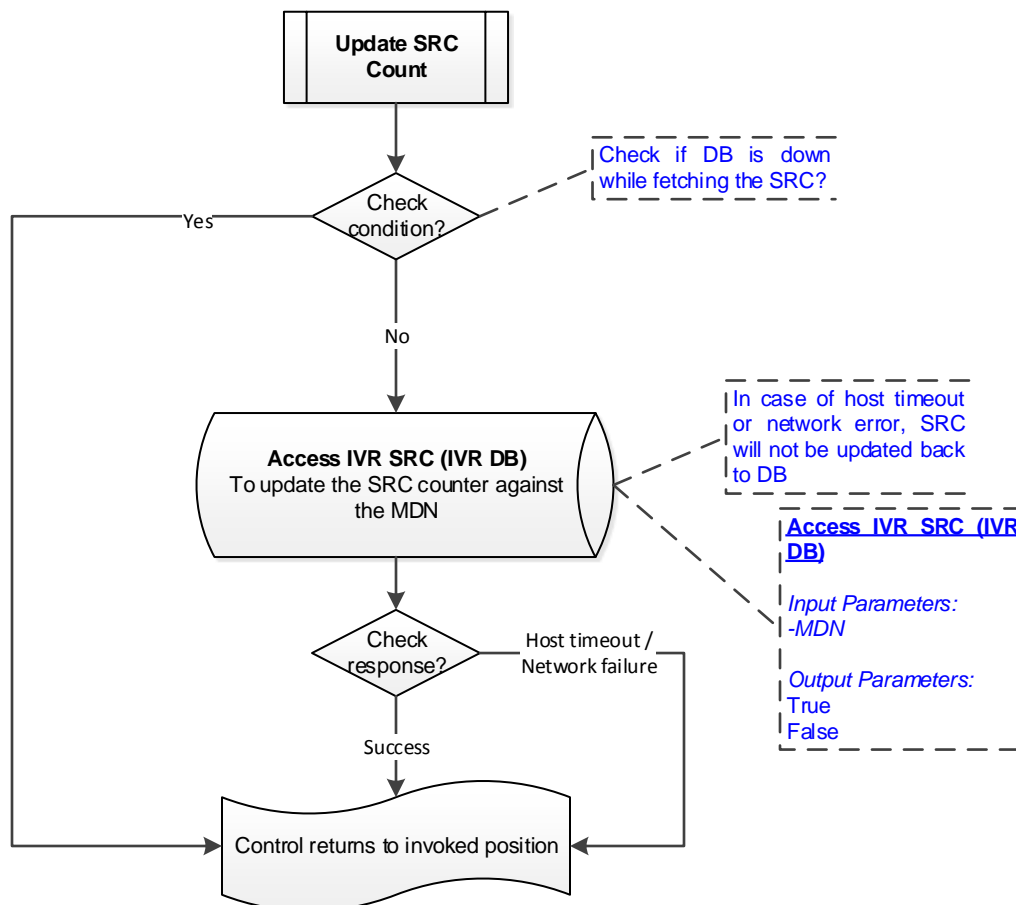 Update SRC
Count
Check if DB is down
while fetching the SRC?
Check
condition?
Yes
No
In case of host timeout
or network error, SRC
will not be updated back
to DB
Access IVR SRC (IVR DB)
To update the SRC counter against
the MDN
Access IVR SRC (IVR
DB)
Input Parameters:
-MDN
Output Parameters:
True
False
Check
response?
Host timeout /
Network failure
Success
Control returns to invoked position